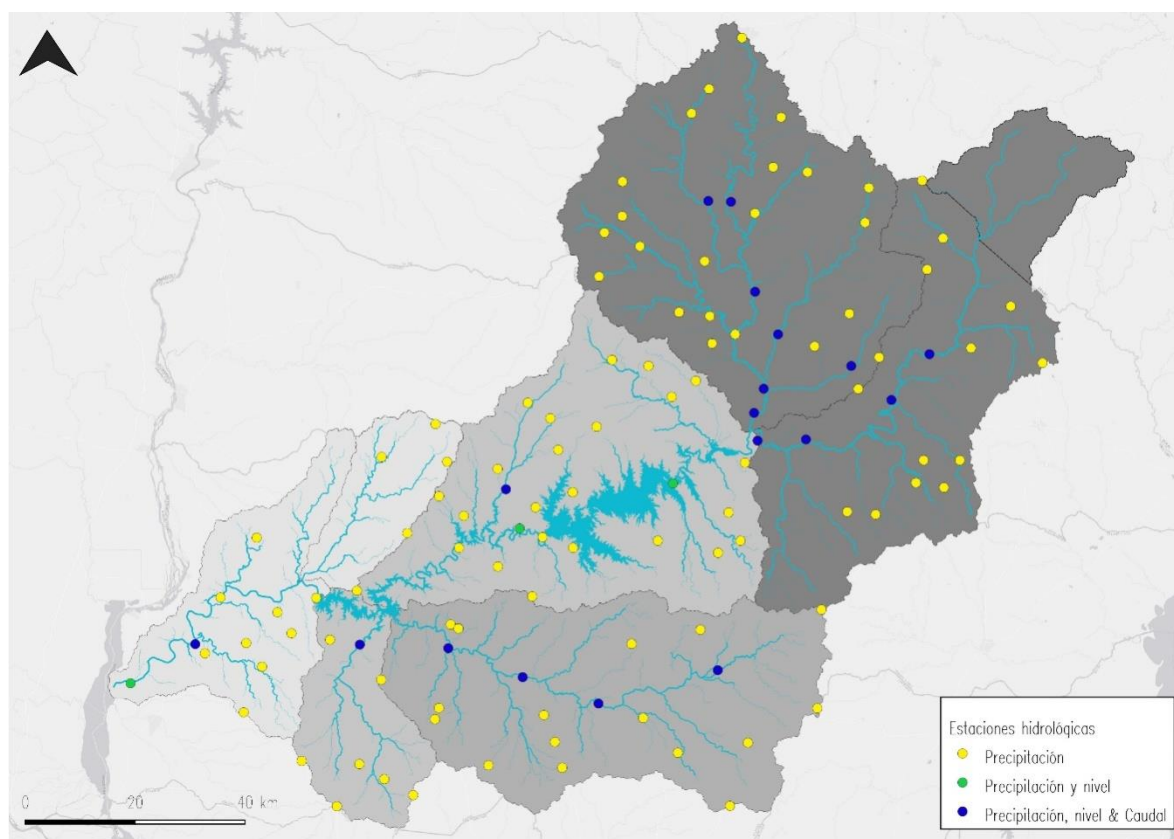 Estaciones hidrológicas
Precipitación
Precipitación y nivel
Precipitación, nivel & Caudal
0 20 40 km